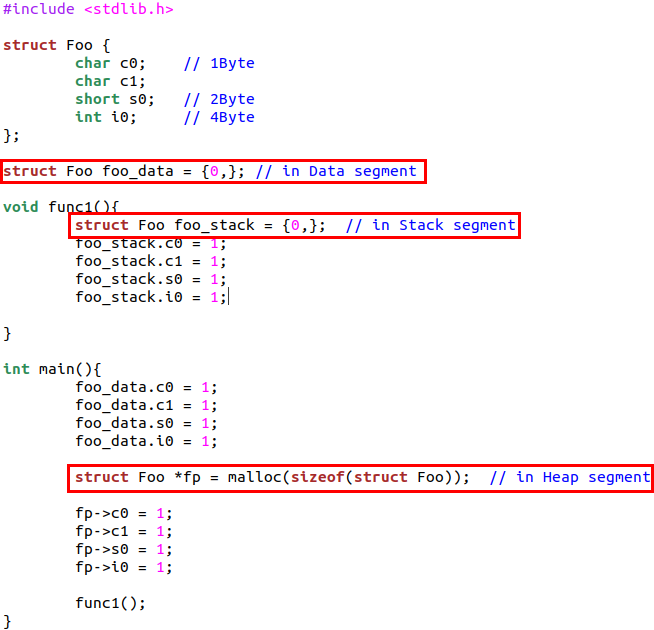 #include <stdlib.h>
struct Foo {
        char c0;    // 1Byte
        char c1;
        short s0;   // 2Byte
        int i0;     // 4Byte
};
struct Foo foo_data = {0,}; // in Data segment
void func1(){
        struct Foo foo_stack = {0,};  // in Stack segment
        foo_stack.c0 = 1;
        foo_stack.c1 = 1;
        foo_stack.s0 = 1;
        foo_stack.i0 = 1;
}
int main(){
        foo_data.c0 = 1;
        foo_data.c1 = 1;
        foo_data.s0 = 1;
        foo_data.i0 = 1;
        struct Foo *fp = malloc(sizeof(struct Foo));  // in Heap segment
        fp->c0 = 1;
        fp->c1 = 1;
        fp->s0 = 1;
        fp->i0 = 1;
        func1();
}